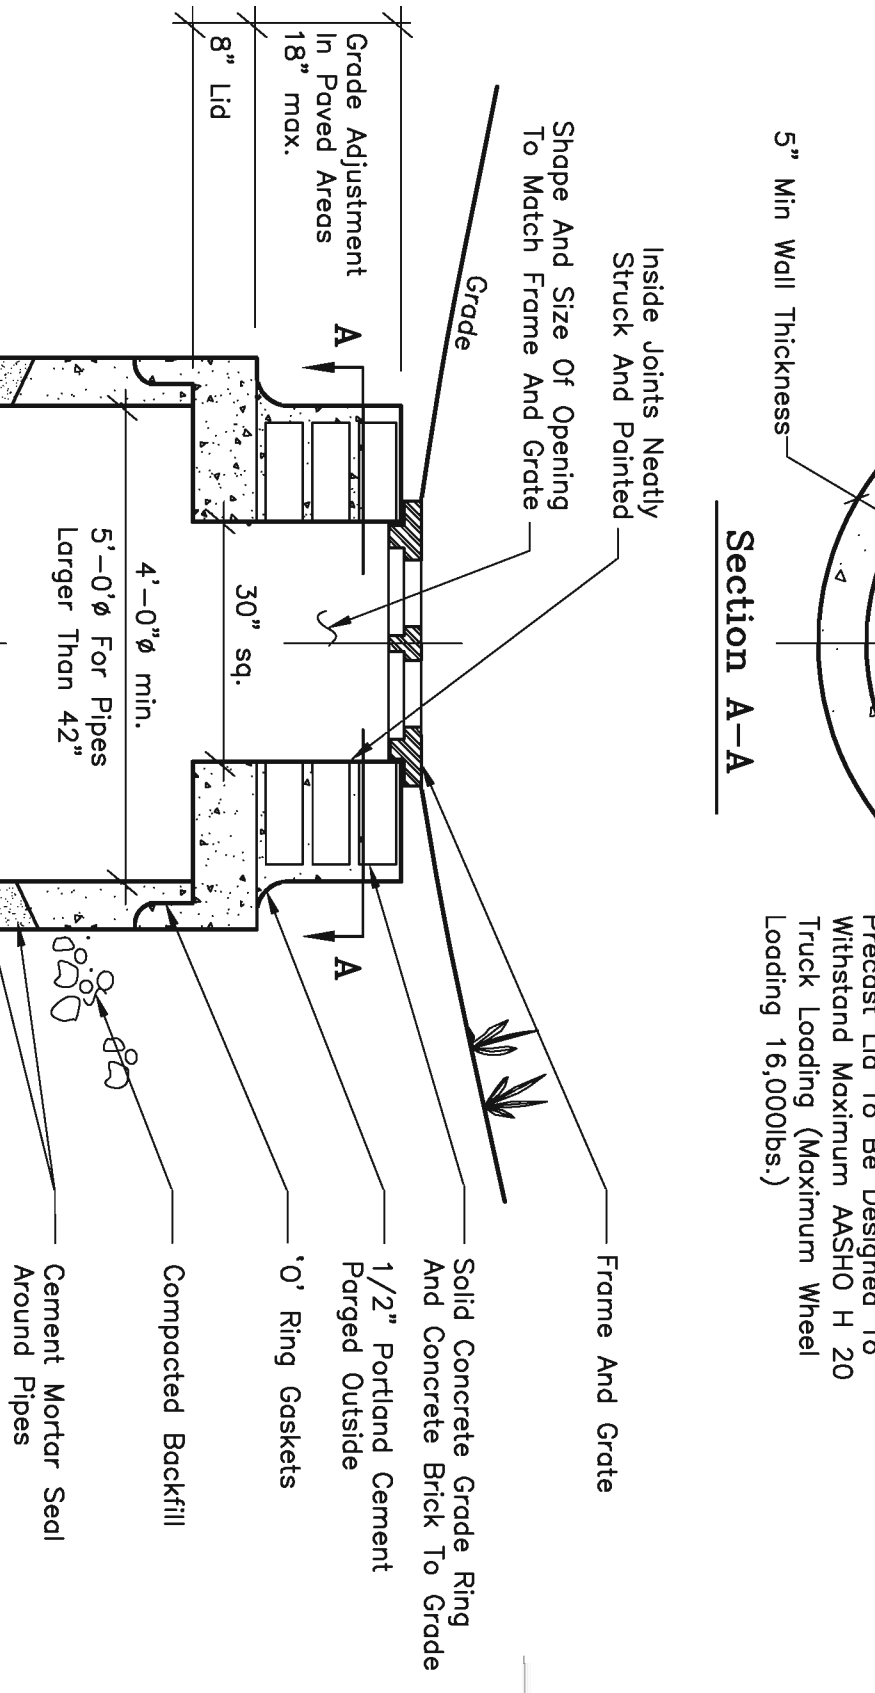 Precast Lid To Be Designed To
Withstand Maximum AASHO H 20
Truck Loading (Maximum Wheel
Loading 16,000lbs.)
5" Min Wall Thickness
Section A-A
Inside Joints Neatly
Struck And Painted
Shape And Size Of Opening
To Match Frame And Grate
Grade
Grade Adjustment
In Paved Areas
18" max.
8" Lid
A
A
30" sq.
4'-0"ø min.
5'-0'ø For Pipes
Larger Than 42"
Frame And Grate
Solid Concrete Grade Ring
And Concrete Brick To Grade
1/2" Portland Cement
Parged Outside
'O' Ring Gaskets
Compacted Backfill
Cement Mortar Seal
Around Pipes